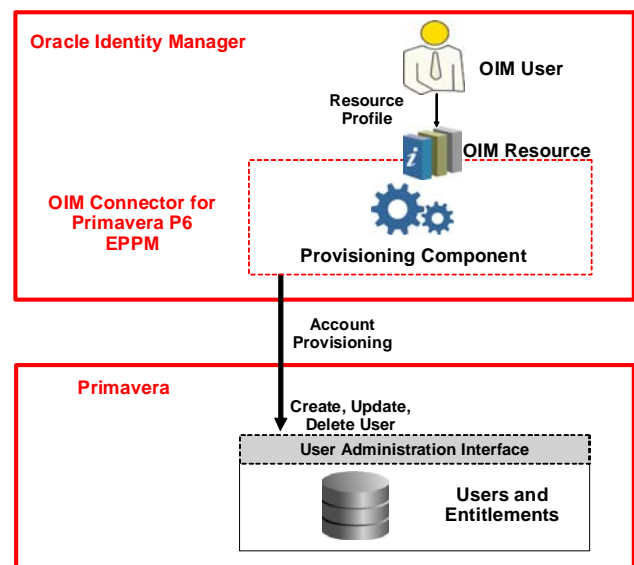 Oracle Identity Manager
OIM User
Resource
Profile
i
OIM Resource
OIM Connector for
Primavera P6
EPPM
Provisioning Component
Account
Provisioning
Primavera
Create, Update,
Delete User
User Administration Interface
Users and
Entitlements